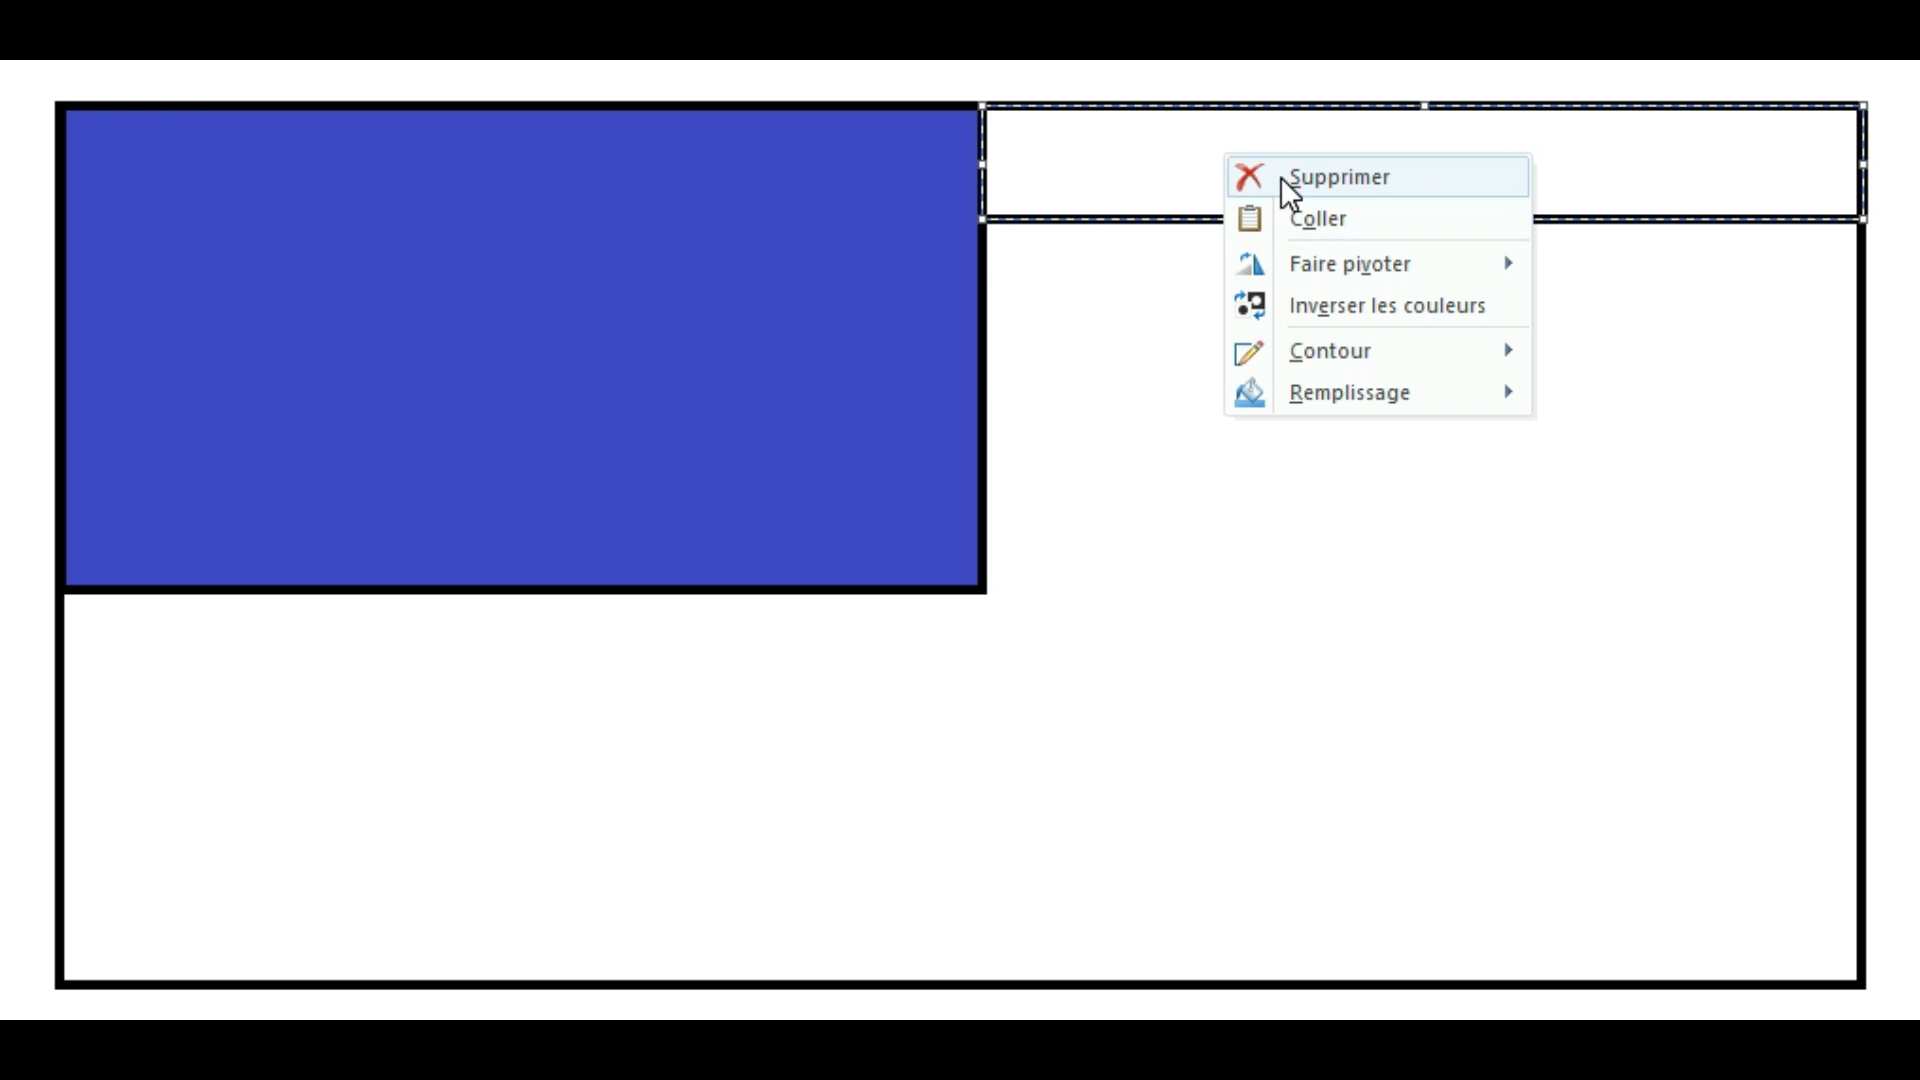 Supprimer
Coller
Faire pivoter
Inverser les couleurs
Contour
Remplissage